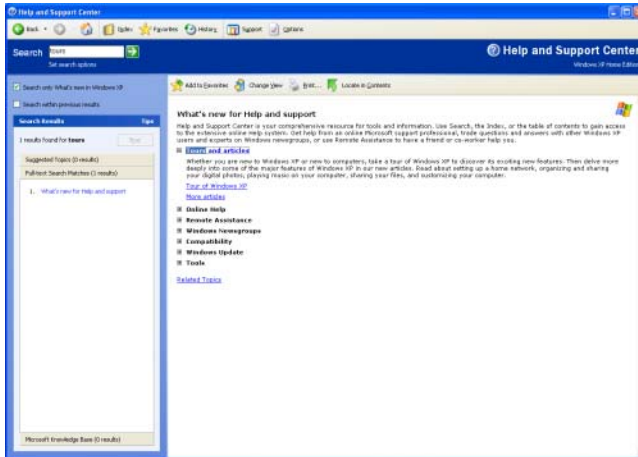 Help and Support Center
Back Index Favorites History Support Options
Search tours
Set search options
Help and Support Center
Windows XP Home Edition
Search only What's new in Windows XP
Search within previous results
Add to Favorites Change View Print... Locate in Contents
Search Results Tips
1 results found for tours
Suggested Topics (0 results)
Full-text Search Matches (1 results)
1. What's new for Help and support
Microsoft Knowledge Base (0 results)
What's new for Help and support
Help and Support Center is your comprehensive resource for tools and information. Use Search, the Index, or the table of contents to gain access
to the extensive online Help system. Get help from an online Microsoft support professional, trade questions and answers with other Windows XP
users and experts on Windows newsgroups, or use Remote Assistance to have a friend or co-worker help you.
Tours and articles
Whether you are new to Windows XP or new to computers, take a tour of Windows XP to discover its exciting new features. Then delve more
deeply into some of the major features of Windows XP in our new articles. Read about setting up a home network, organizing and sharing
your digital photos, playing music on your computer, sharing your files, and customizing your computer.
Tour of Windows XP
More articles
Online Help
Remote Assistance
Windows Newsgroups
Compatibility
Windows Update
Tools
Related Topics